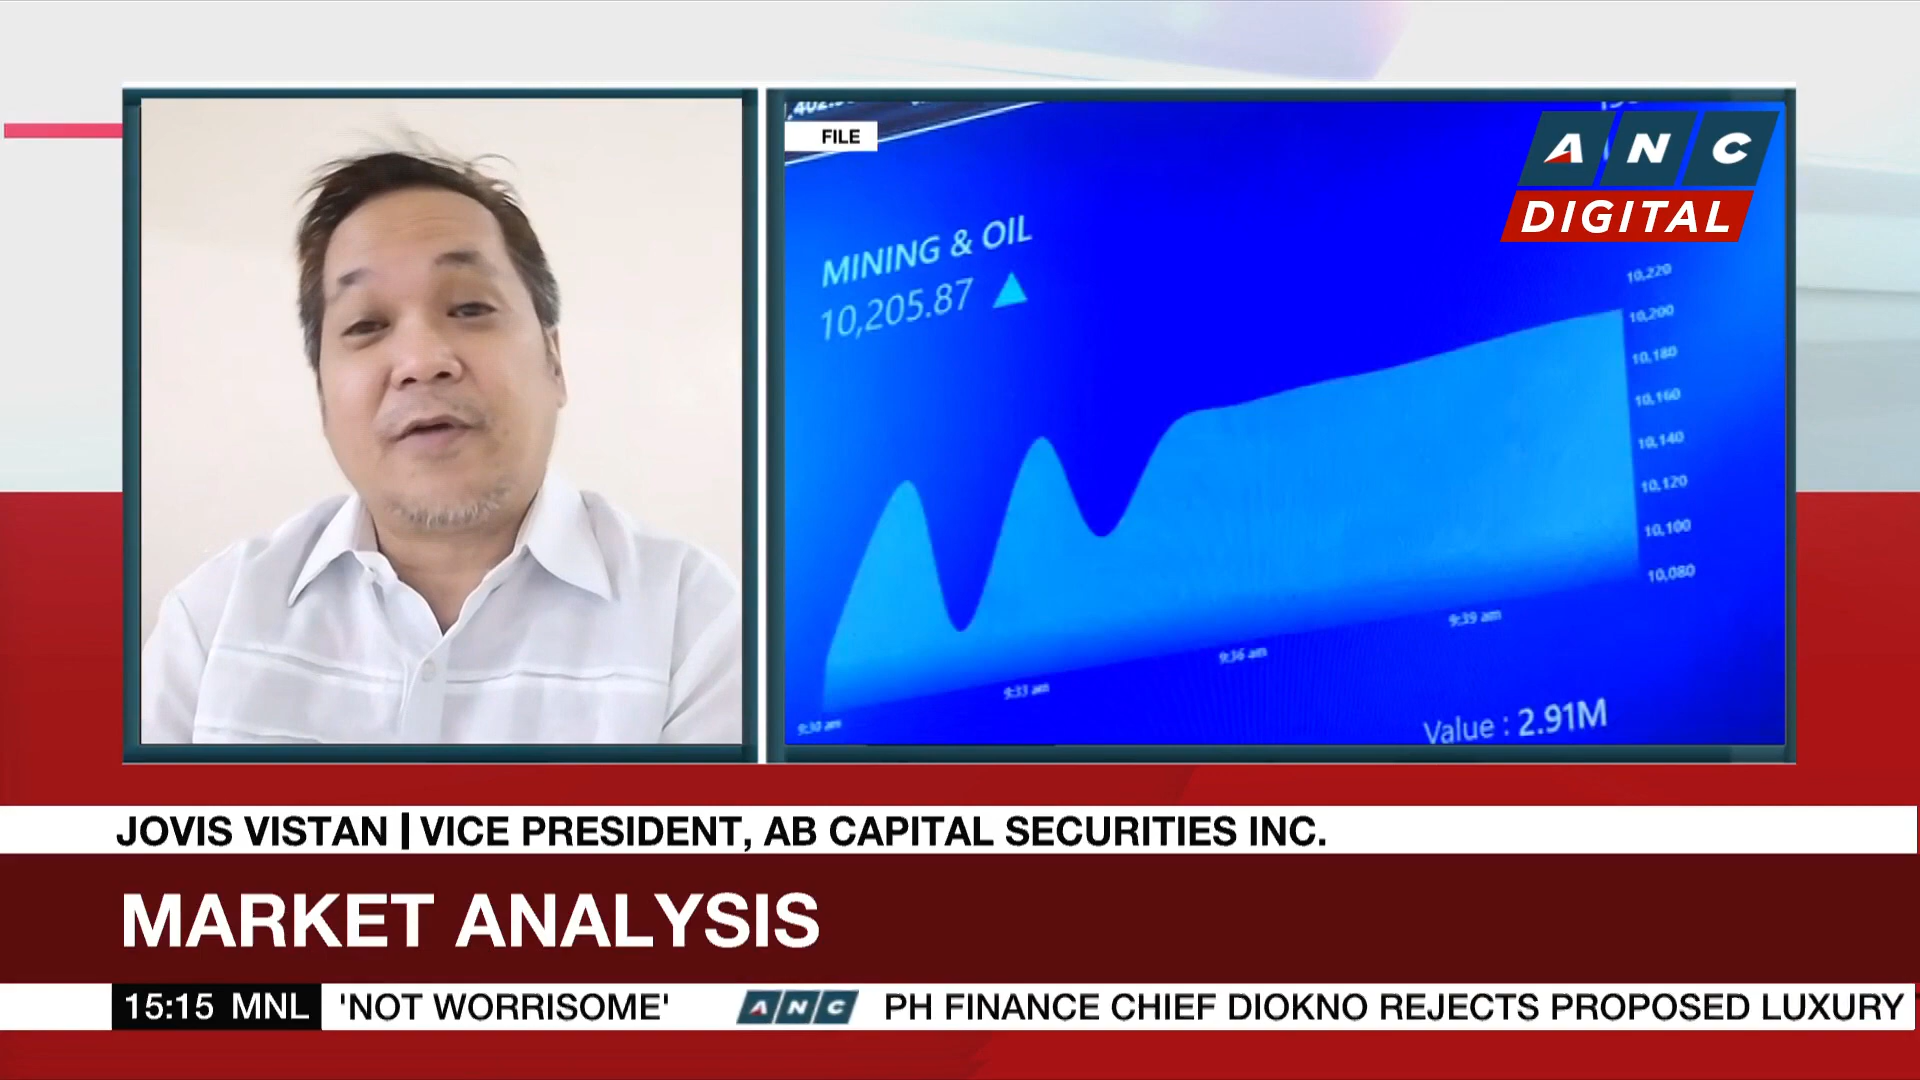 FILE
ANC
DIGITAL
MINING & OIL
10,205.87
10,220
10,200
10,180
10,160
10,140
10,120
10,100
10,080
9:30 am
9:33 am
9:36 am
9:39 am
Value : 2.91M
JOVIS VISTAN | VICE PRESIDENT, AB CAPITAL SECURITIES INC.
MARKET ANALYSIS
15:15 MNL 'NOT WORRISOME' ANC PH FINANCE CHIEF DIOKNO REJECTS PROPOSED LUXURY